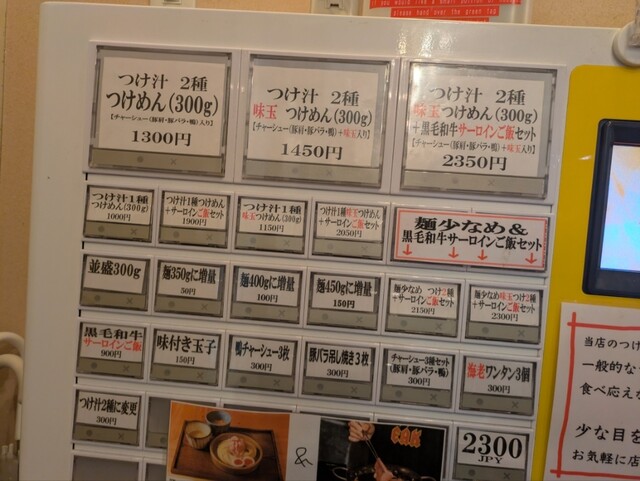 please hand over the green tag
つけ汁 2種
つけめん(300g)
【チャーシュー(豚肩・豚バラ・鴨)入り】
1300円
つけ汁 2種
味玉 つけめん(300g)
【チャーシュー(豚肩・豚バラ・鴨)+味玉入り】
1450円
つけ汁 2種
味玉 つけめん(300g)
+黒毛和牛サーロインご飯セット
【チャーシュー(豚肩・豚バラ・鴨)+味玉入り】
2350円
つけ汁1種
つけめん(300g)
1000円
つけ汁1種つけめん
+サーロインご飯セット
1900円
つけ汁1種
味玉つけめん(300g)
1150円
つけ汁1種味玉つけめん
+サーロインご飯セット
2050円
麺少なめ&
黒毛和牛サーロインご飯セット
↓ ↓ ↓ ↓
並盛300g
麺350gに増量
50円
麺400gに増量
100円
麺450gに増量
150円
麺少なめ つけ2種
+サーロインご飯セット
2150円
麺少なめ味玉つけ2種
+サーロインご飯セット
2300円
黒毛和牛
サーロインご飯
900円
味付き玉子
150円
鴨チャーシュー3枚
300円
豚バラ吊し焼き3枚
300円
チャーシュー3種セット
(豚肩・豚バラ・鴨)
300円
海老ワンタン3個
300円
つけ汁2種に変更
300円
&
2300
JPY
当店のつけ
一般的な
食べ応え
少な目を
お気軽に店